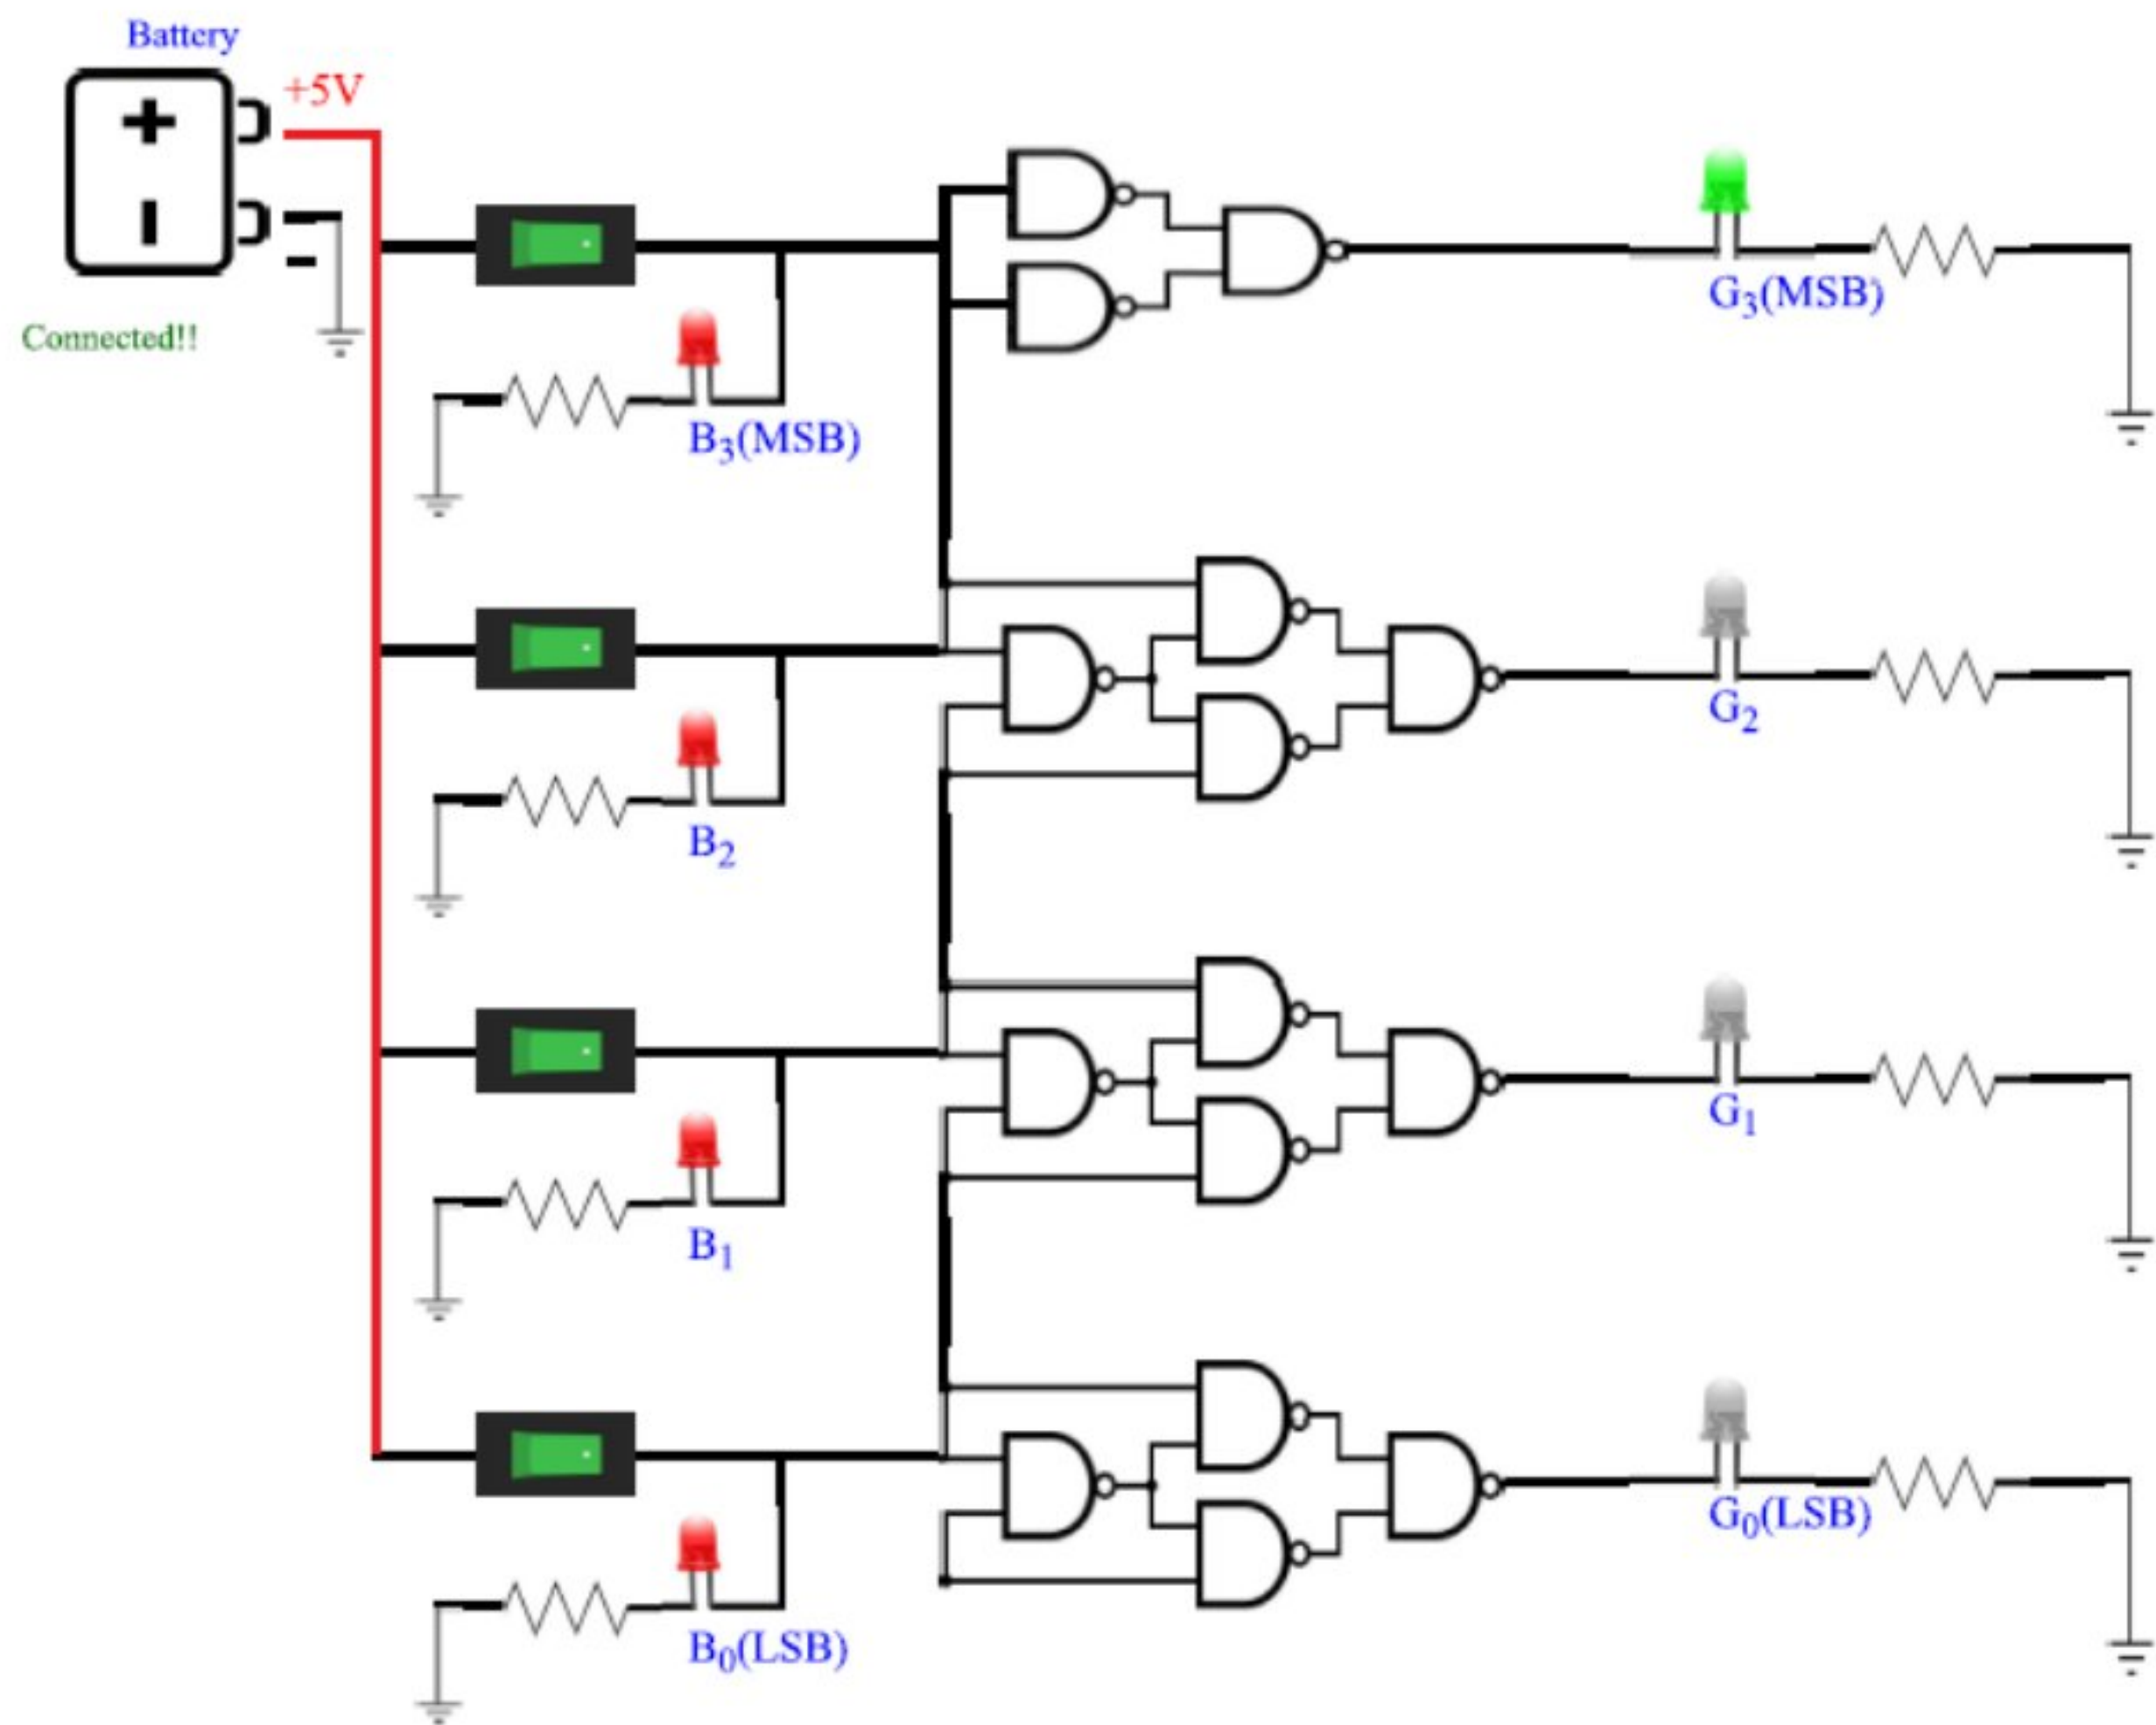 Battery
+5V
+
-
-
Connected!!
G₃(MSB)
B₃(MSB)
G₂
B₂
G₁
B₁
G₀(LSB)
B₀(LSB)